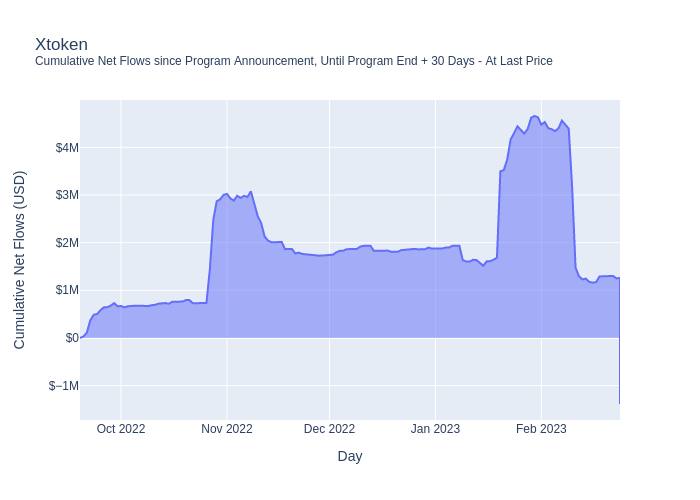 Xtoken
Cumulative Net Flows since Program Announcement, Until Program End + 30 Days - At Last Price
Cumulative Net Flows (USD)
$4M
$3M
$2M
$1M
$0
$−1M
Oct 2022
Nov 2022
Dec 2022
Jan 2023
Feb 2023
Day